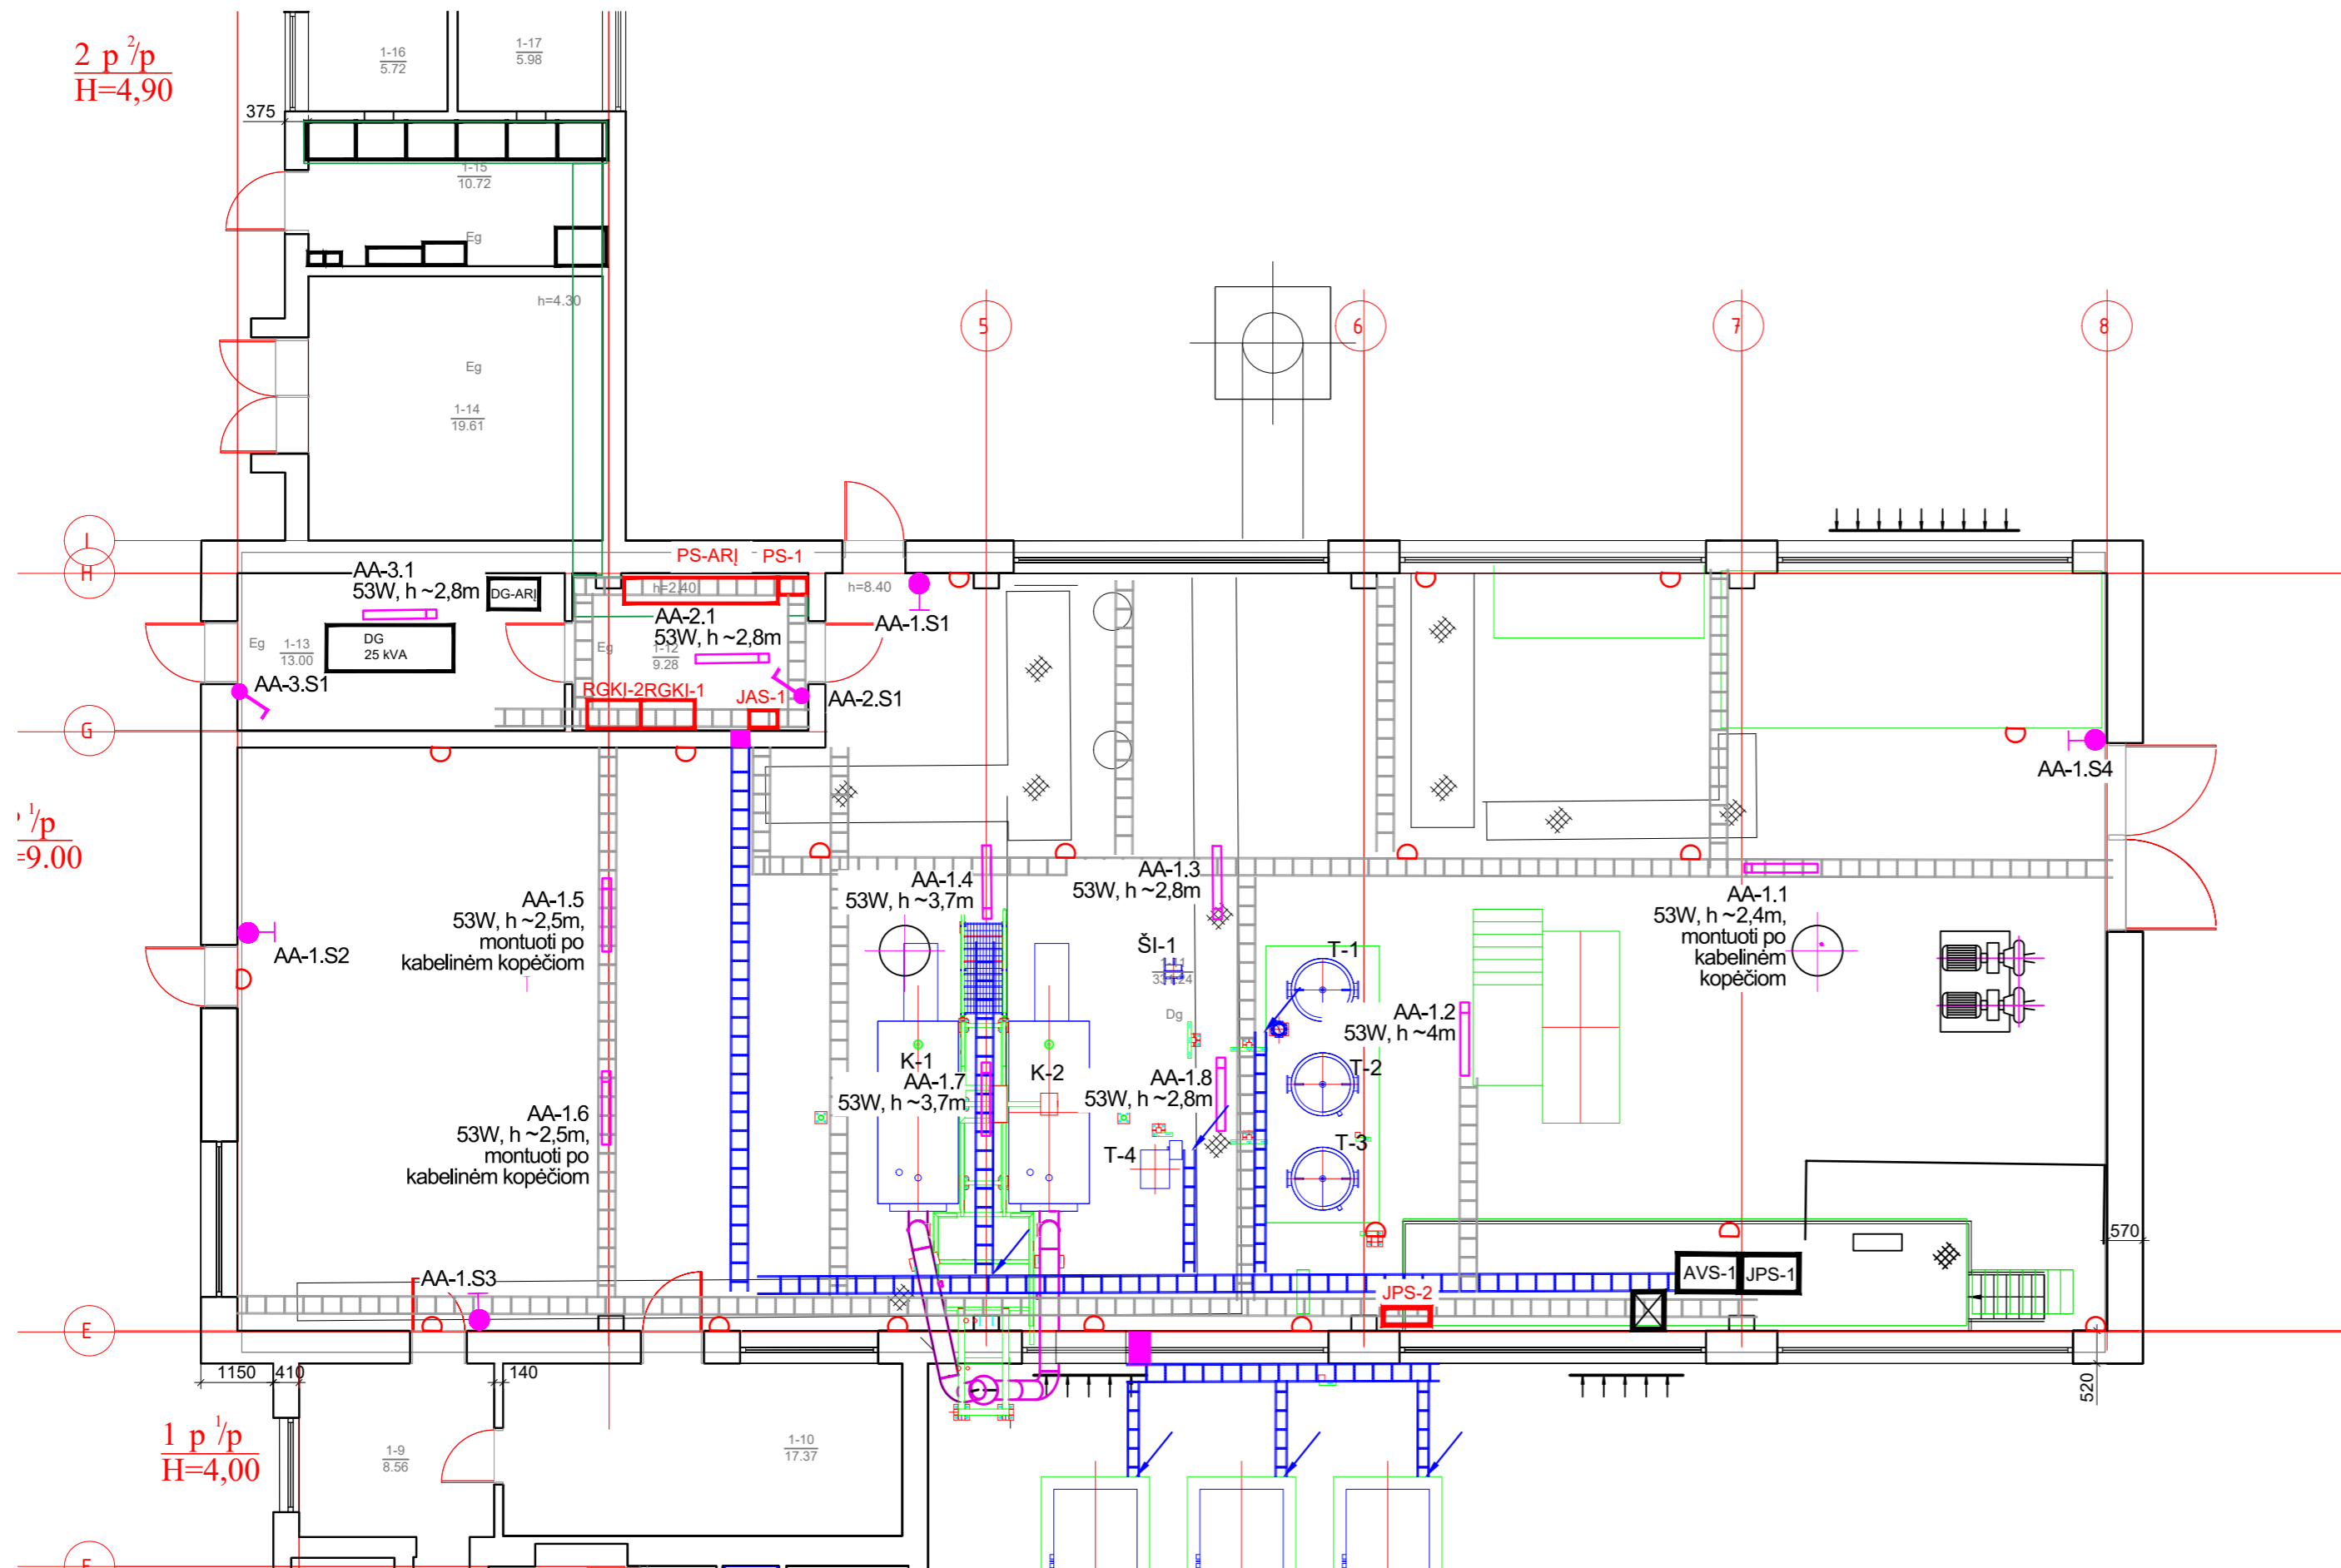 2 p 2/p
H=4,90
1-16
5.72
1-17
5.98
375
1-15
10.72
Eg
h=4.30
Eg
1-14
19.61
5
6
7
8
I
H
PS-ARĮ
PS-1
AA-3.1
53W, h ~2,8m
DG-ARĮ
h=2.40
h=8.40
AA-2.1
53W, h ~2,8m
AA-1.S1
Eg
1-13
13.00
DG
25 kVA
Eg
1-12
9.28
AA-3.S1
RGKĮ-2
RGKĮ-1
JAS-1
AA-2.S1
G
AA-1.S4
1/p
=9.00
AA-1.4
53W, h ~3,7m
AA-1.3
53W, h ~2,8m
AA-1.5
53W, h ~2,5m,
montuoti po
kabelinėm kopėčiom
AA-1.1
53W, h ~2,4m,
montuoti po
kabelinėm
kopėčiom
AA-1.S2
ŠI-1
1-11
T-1
Dg
AA-1.2
53W, h ~4m
K-1
K-2
AA-1.7
53W, h ~3,7m
AA-1.8
53W, h ~2,8m
T-2
AA-1.6
53W, h ~2,5m,
montuoti po
kabelinėm kopėčiom
T-4
T-3
570
AA-1.S3
AVS-1
JPS-1
JPS-2
E
1150
410
140
520
1 p 1/p
H=4,00
1-9
8.56
1-10
17.37